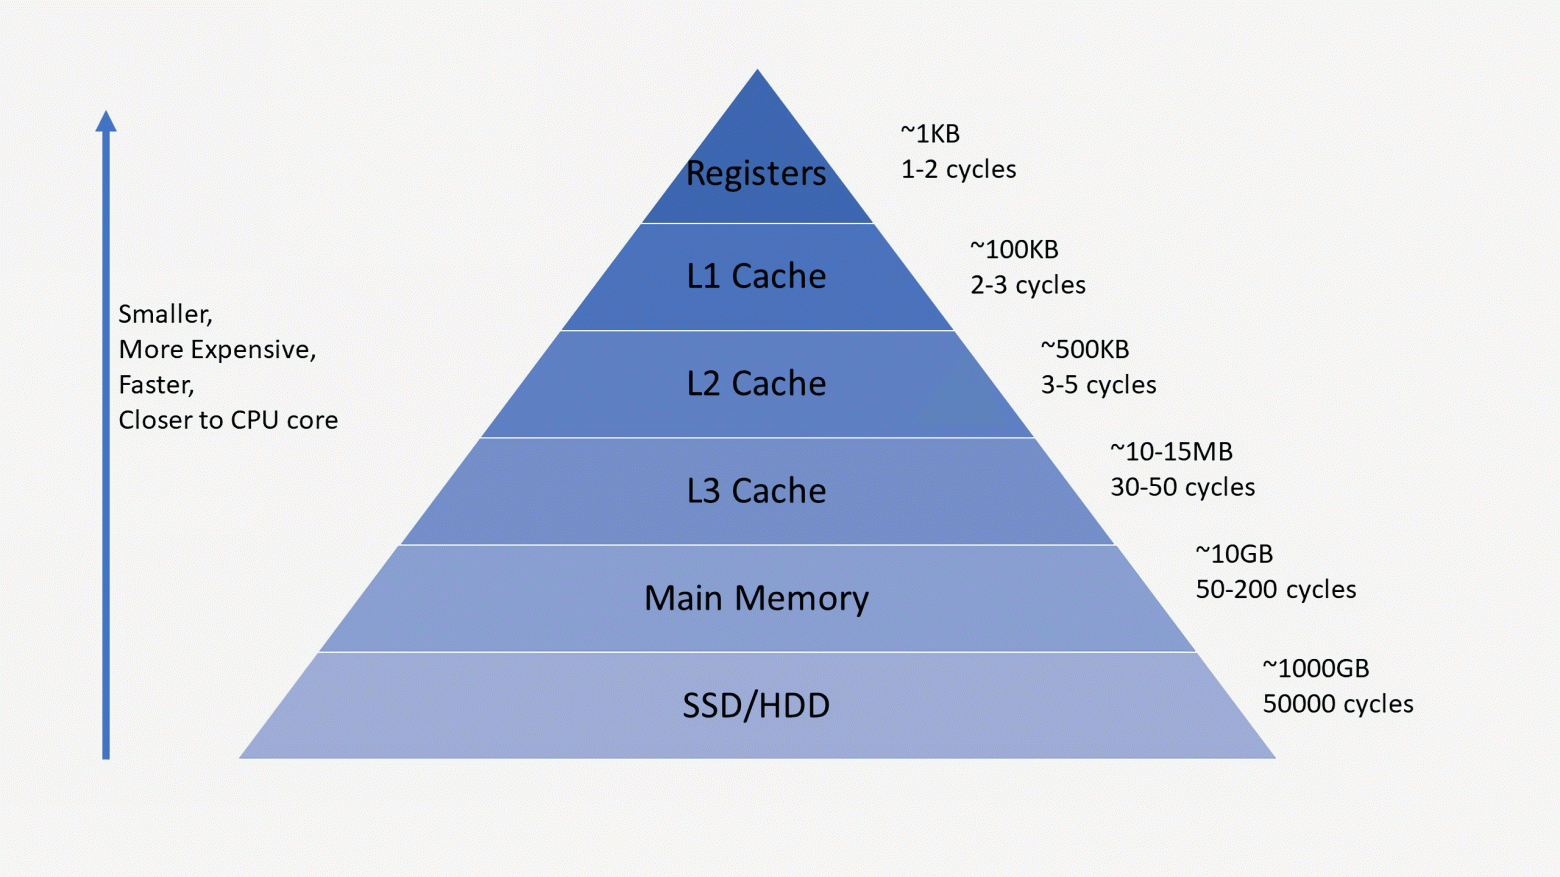 Smaller,
More Expensive,
Faster,
Closer to CPU core
Registers
~1KB
1-2 cycles
L1 Cache
~100KB
2-3 cycles
L2 Cache
~500KB
3-5 cycles
L3 Cache
~10-15MB
30-50 cycles
Main Memory
~10GB
50-200 cycles
SSD/HDD
~1000GB
50000 cycles